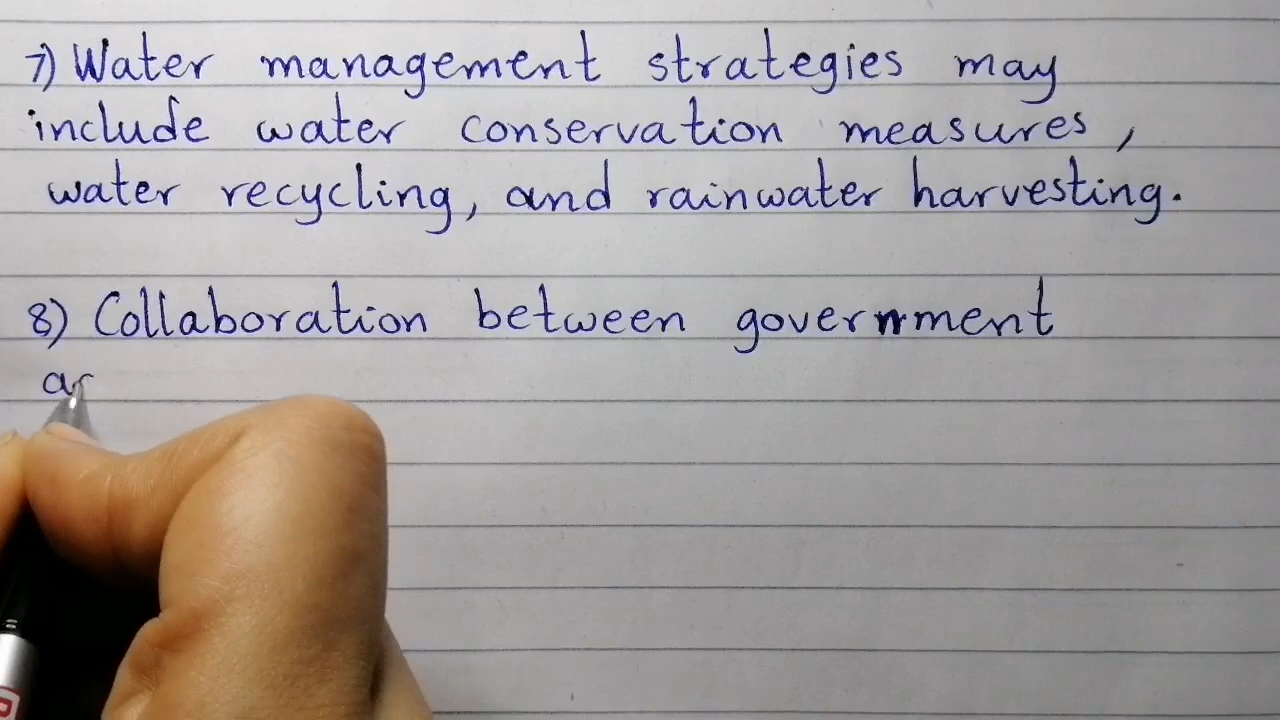 7) Water management strategies may
include water conservation measures,
water recycling, and rainwater harvesting.
8) Collaboration between government